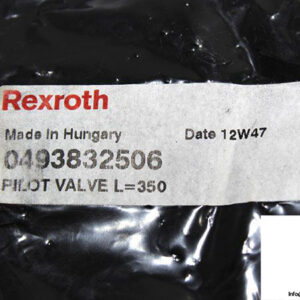 Rexroth
Made in Hungary Date 12W47
0493832506
PILOT VALVE L=350